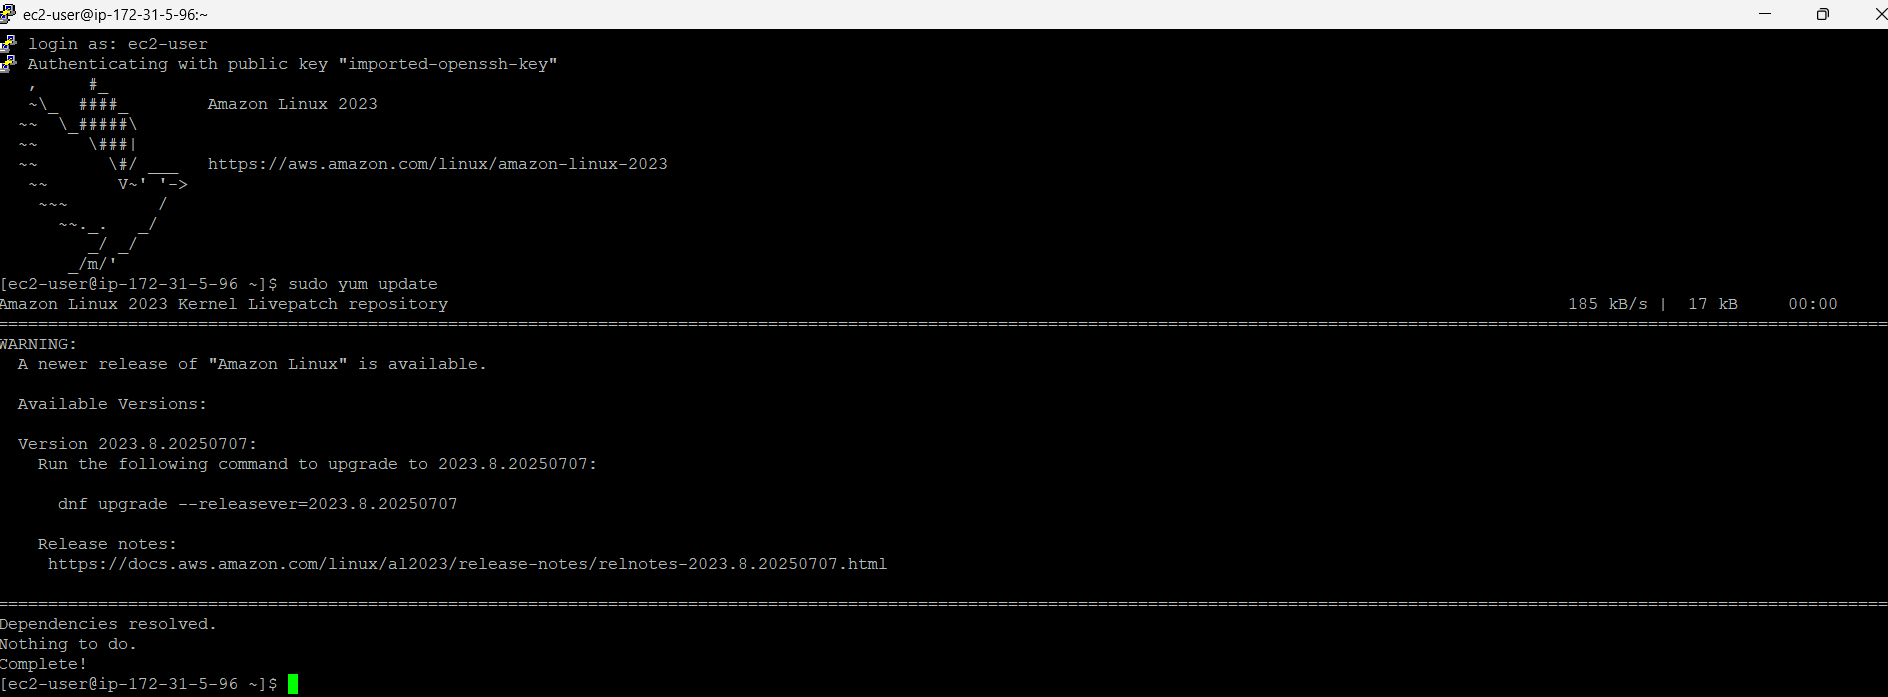 ec2-user@ip-172-31-5-96:~
login as: ec2-user
Authenticating with public key "imported-openssh-key"
   ,     #_
   ~\_  ####_        Amazon Linux 2023
  ~~  \_#####\
  ~~     \###|
  ~~       \#/ ___   https://aws.amazon.com/linux/amazon-linux-2023
   ~~       V~' '->
    ~~~         /
      ~~._.   _/
         _/ _/
       _/m/'
[ec2-user@ip-172-31-5-96 ~]$ sudo yum update
Amazon Linux 2023 Kernel Livepatch repository 185 kB/s | 17 kB 00:00
================================================================================
WARNING:
  A newer release of "Amazon Linux" is available.

  Available Versions:

  Version 2023.8.20250707:
    Run the following command to upgrade to 2023.8.20250707:

      dnf upgrade --releasever=2023.8.20250707

    Release notes:
     https://docs.aws.amazon.com/linux/al2023/release-notes/relnotes-2023.8.20250707.html

================================================================================
Dependencies resolved.
Nothing to do.
Complete!
[ec2-user@ip-172-31-5-96 ~]$